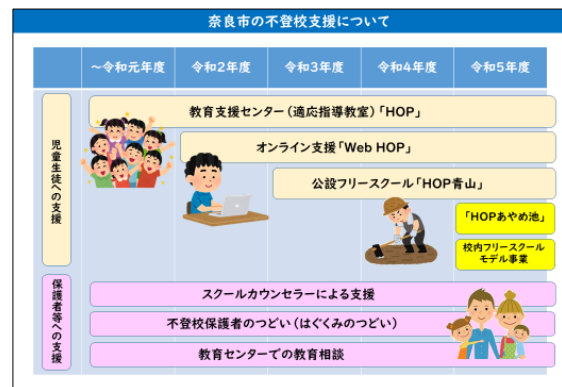 奈良市の不登校支援について
～令和元年度
令和2年度
令和3年度
令和4年度
令和5年度
児童生徒への支援
教育支援センター(適応指導教室)「HOP」
オンライン支援「Web HOP」
公設フリースクール「HOP青山」
「HOPあやめ池」
校内フリースクール
モデル事業
保護者等への支援
スクールカウンセラーによる支援
不登校保護者のつどい(はぐくみのつどい)
教育センターでの教育相談